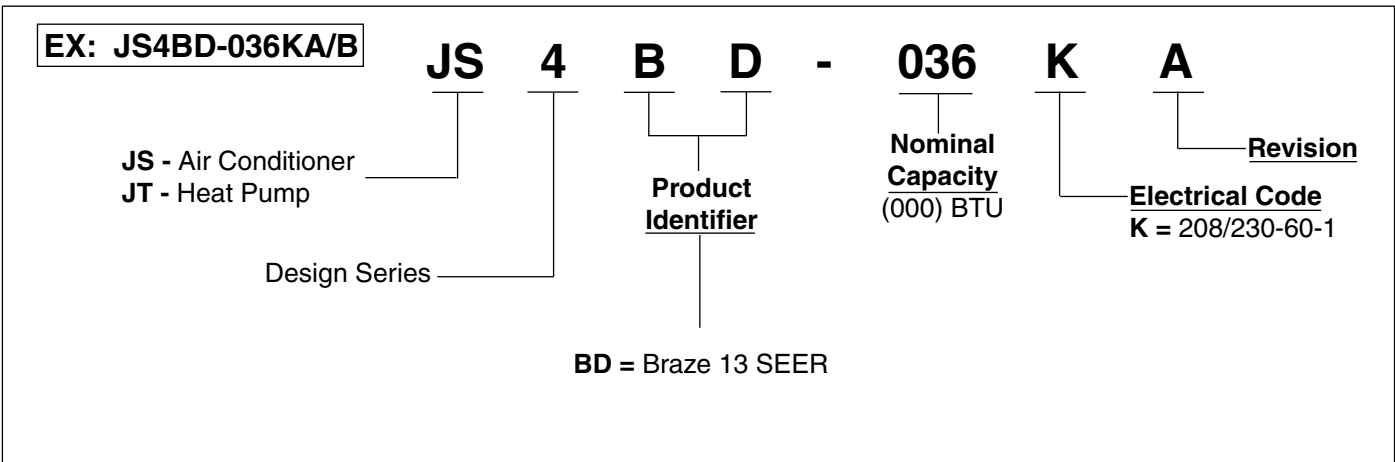 EX: JS4BD-036KA/B
JS 4 B D - 036 K A
JS - Air Conditioner
JT - Heat Pump
Design Series
Product
Identifier
BD = Braze 13 SEER
Nominal
Capacity
(000) BTU
Revision
Electrical Code
K = 208/230-60-1